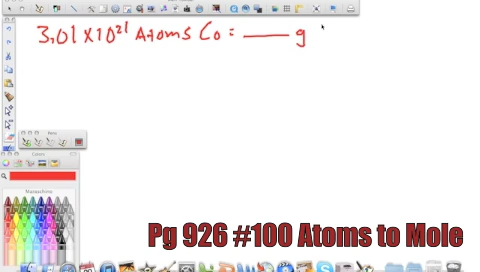 3.01 x 10²¹ Atoms Co = ___ g
Pg 926 #100 Atoms to Mole